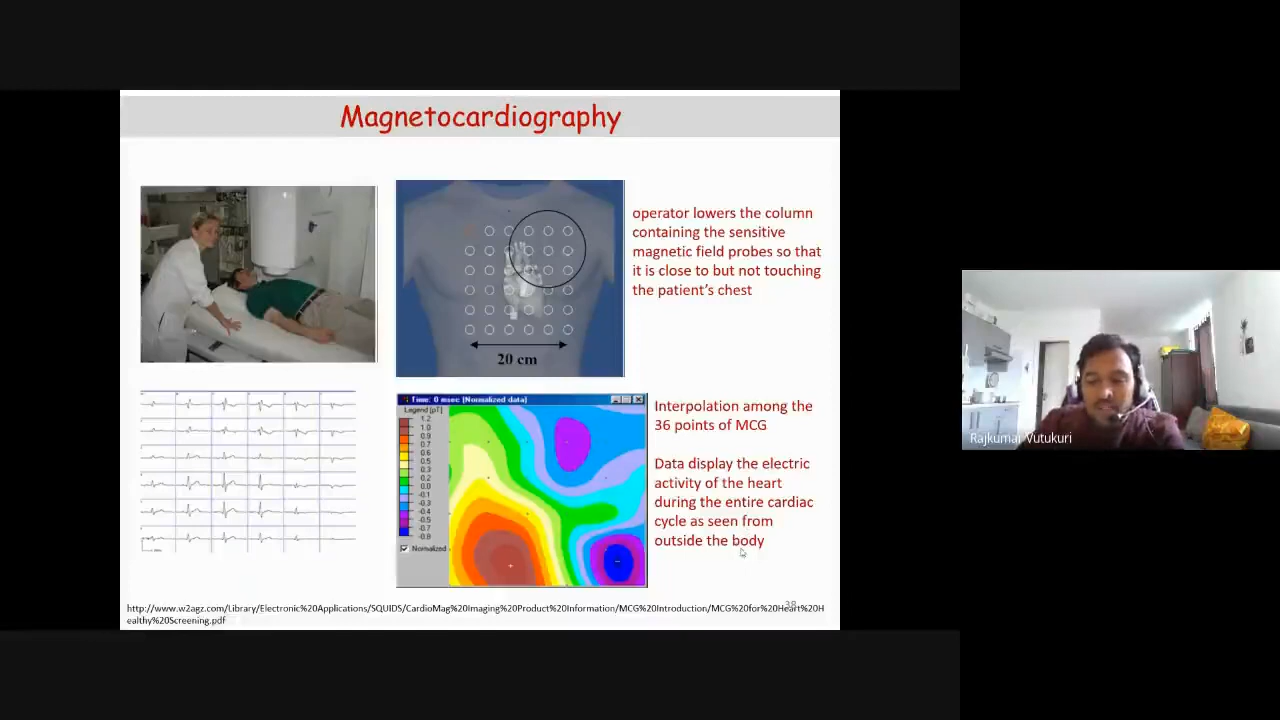 Magnetocardiography
operator lowers the column
containing the sensitive
magnetic field probes so that
it is close to but not touching
the patient's chest
20 cm
Time: 0 msec (Normalized data)
Legend [pT]
1.2
1.0
0.9
0.7
0.6
0.5
0.3
0.2
0.0
-0.1
-0.3
-0.4
-0.5
-0.7
-0.8
Normalized
Interpolation among the
36 points of MCG
Data display the electric
activity of the heart
during the entire cardiac
cycle as seen from
outside the body
38
http://www.w2agz.com/Library/Electronic%20Applications/SQUIDS/CardioMag%20Imaging%20Product%20Information/MCG%20Introduction/MCG%20for%20Heart%20H
ealthy%20Screening.pdf
Rajkumar Vutukuri